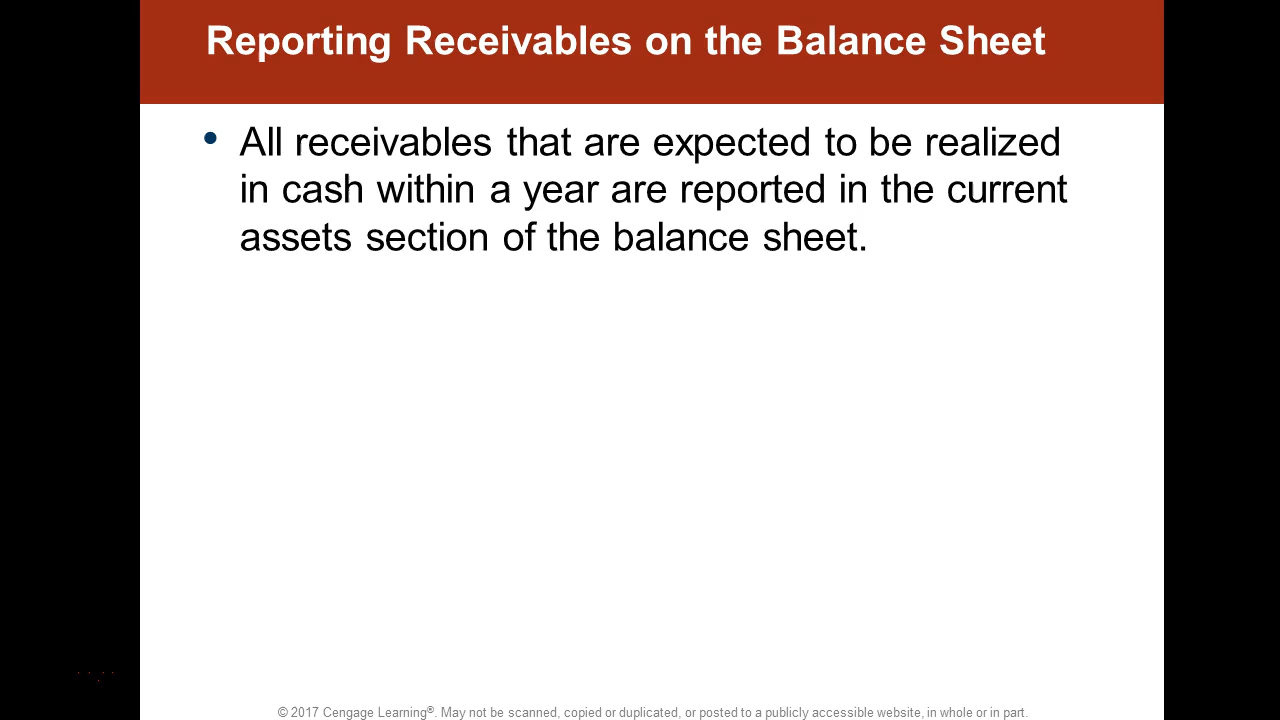 Reporting Receivables on the Balance Sheet
• All receivables that are expected to be realized
in cash within a year are reported in the current
assets section of the balance sheet.
© 2017 Cengage Learning®. May not be scanned, copied or duplicated, or posted to a publicly accessible website, in whole or in part.